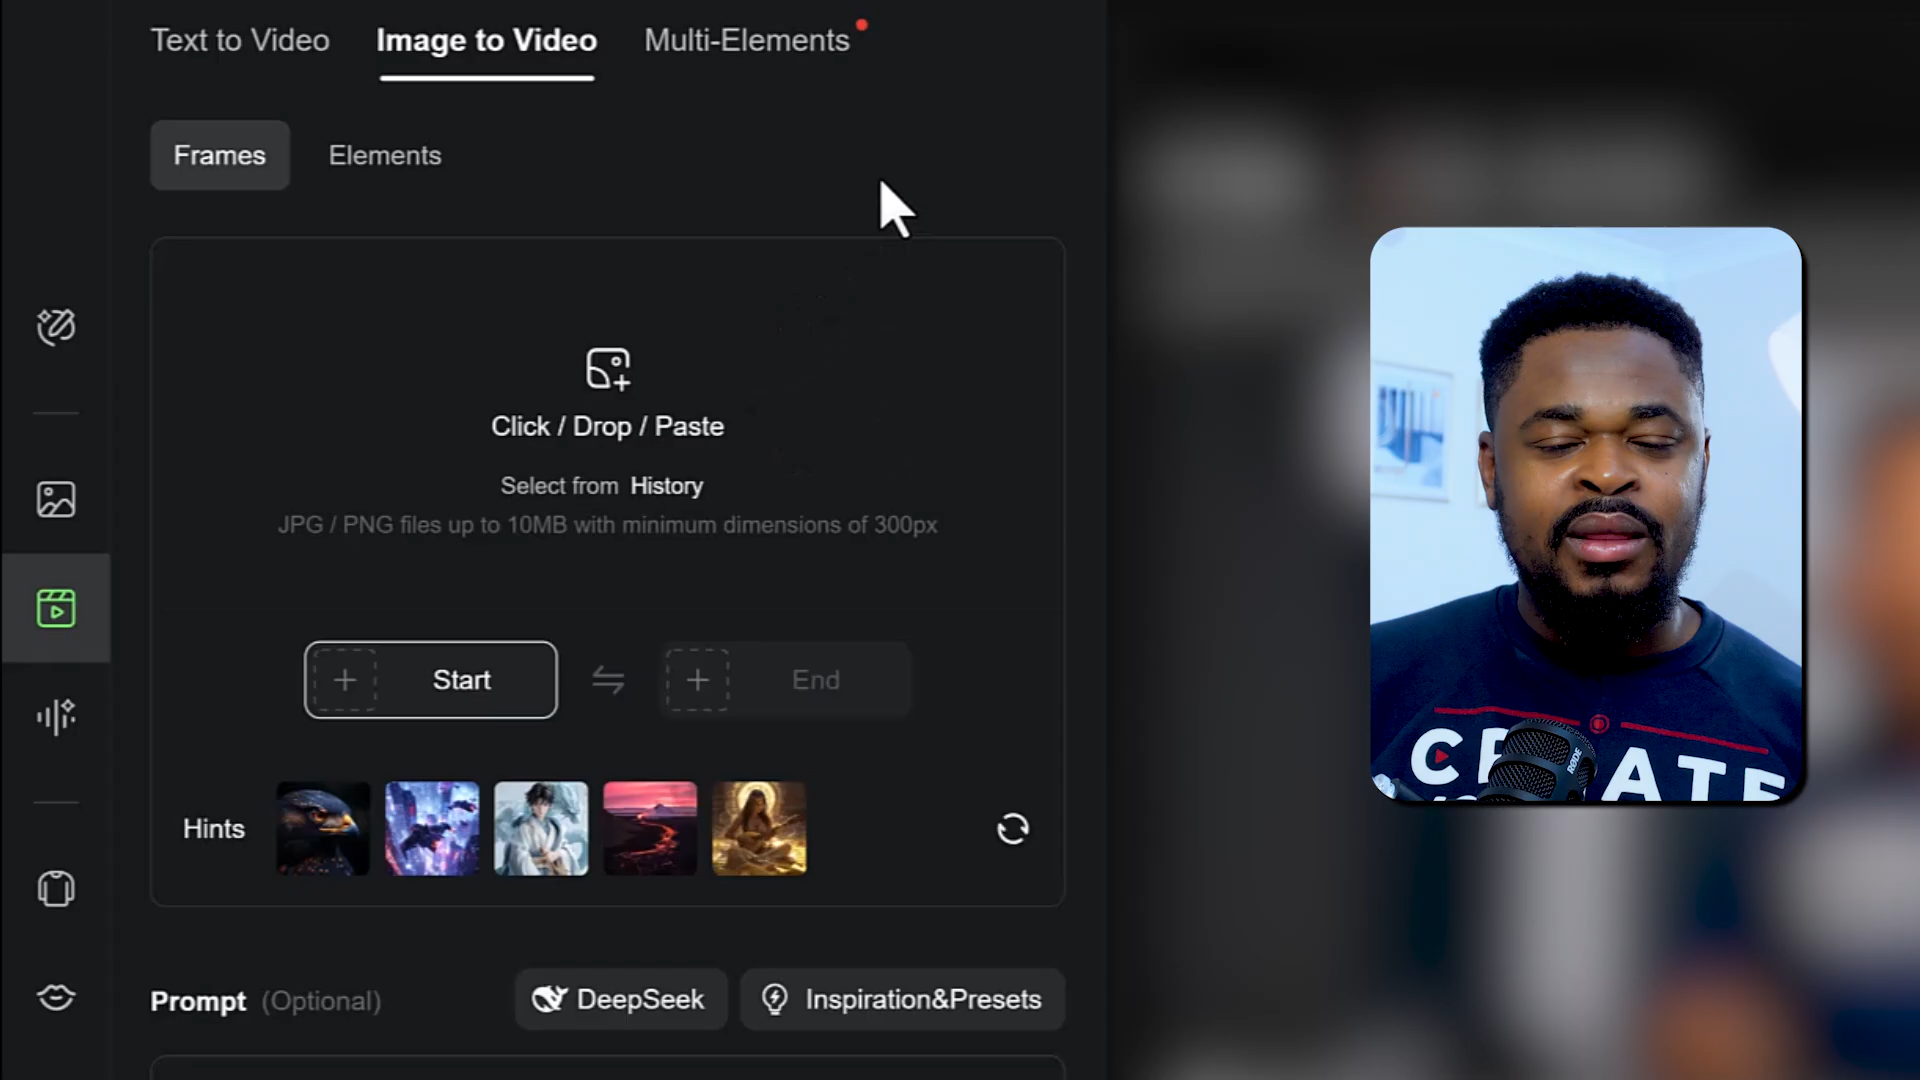 Text to Video Image to Video Multi-Elements
Frames Elements
Click / Drop / Paste
Select from History
JPG / PNG files up to 10MB with minimum dimensions of 300px
Start End
Hints
Prompt (Optional) DeepSeek Inspiration&Presets
RØDE